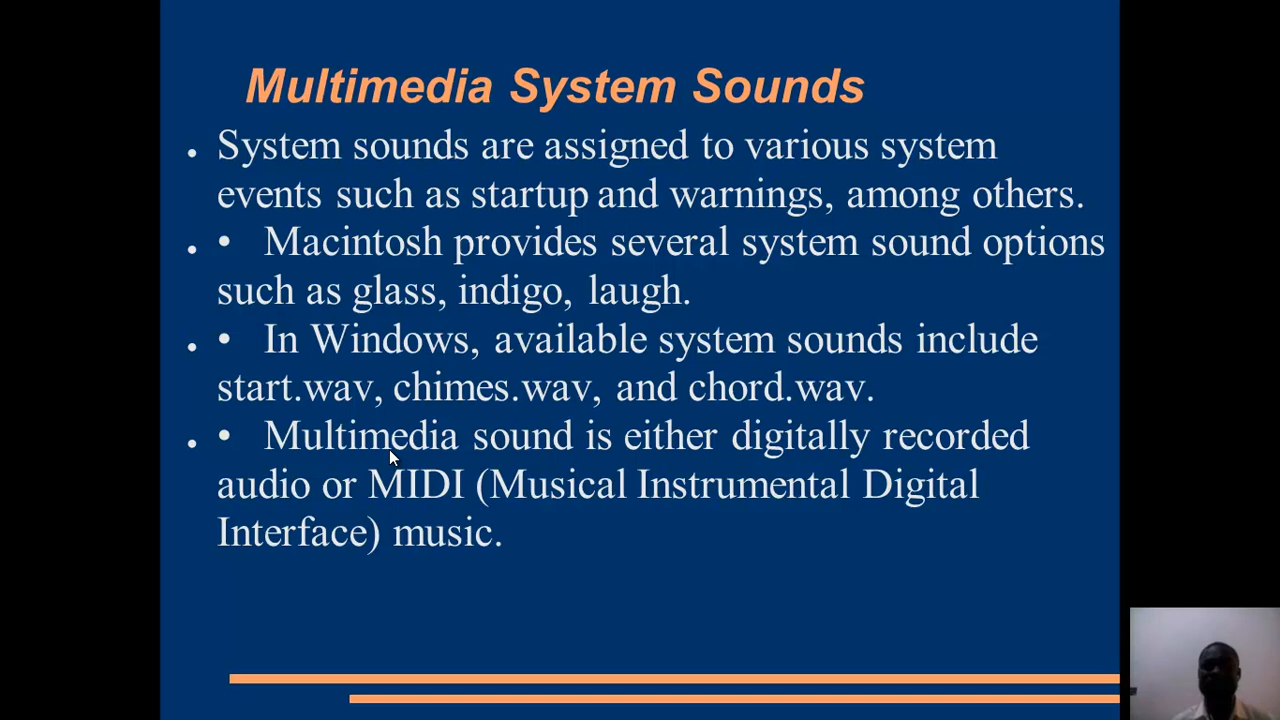 Multimedia System Sounds
● System sounds are assigned to various system
events such as startup and warnings, among others.
● • Macintosh provides several system sound options
such as glass, indigo, laugh.
● • In Windows, available system sounds include
start.wav, chimes.wav, and chord.wav.
● • Multimedia sound is either digitally recorded
audio or MIDI (Musical Instrumental Digital
Interface) music.